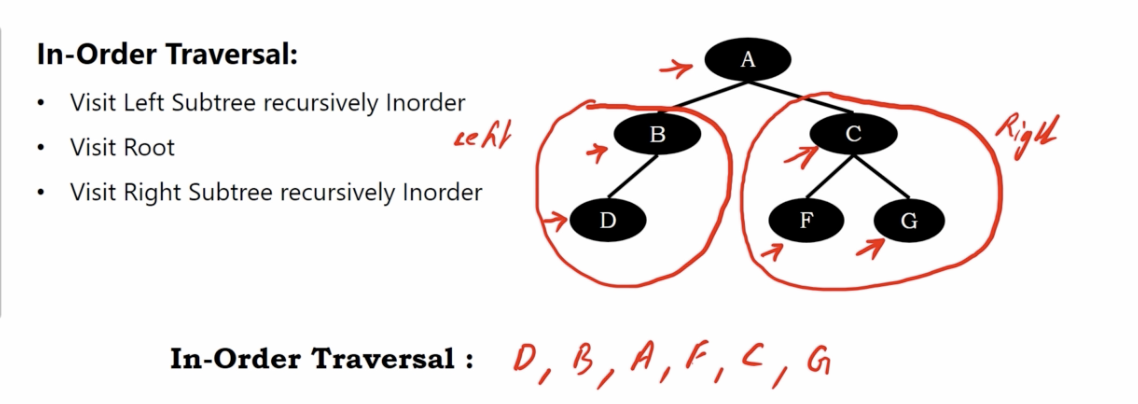 In-Order Traversal:
• Visit Left Subtree recursively Inorder
• Visit Root
• Visit Right Subtree recursively Inorder
A
Left
B
C
Right
D
F
G
In-Order Traversal : D, B, A, F, C, G